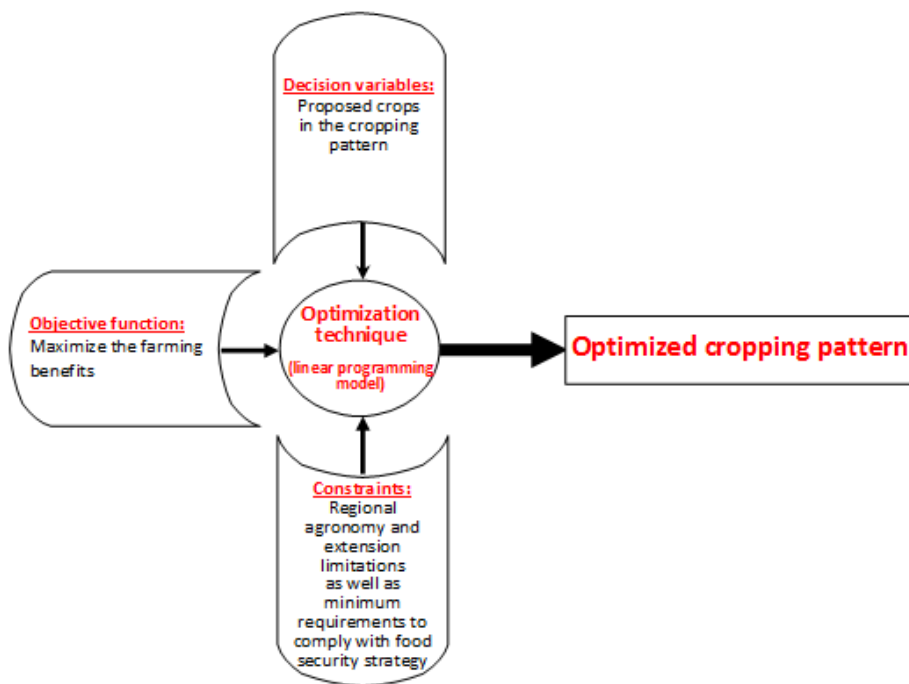 Decision variables:
Proposed crops
in the cropping
pattern
Objective function:
Maximize the farming
benefits
Optimization
technique
(linear programming
model)
Optimized cropping pattern
Constraints:
Regional
agronomy and
extension
limitations
as well as
minimum
requirements to
comply with food
security strategy